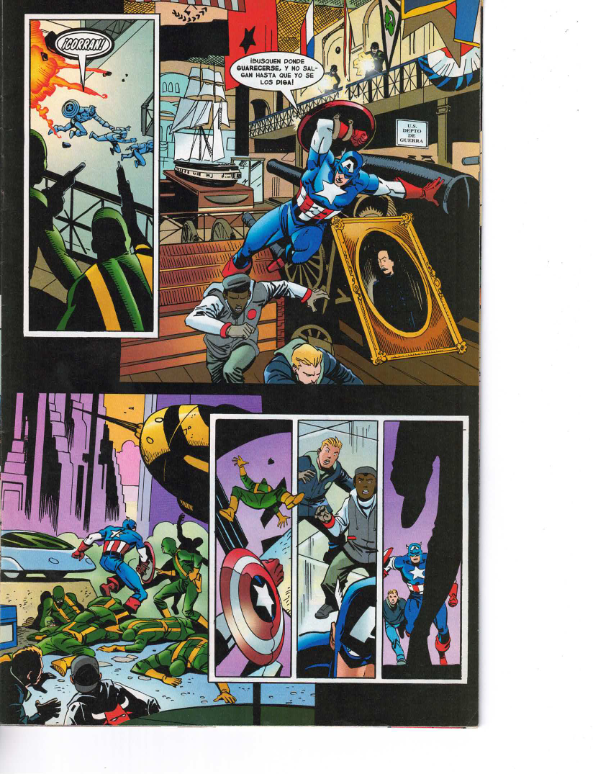 ¡CORRAN!
¡BUSQUEN DONDE
GUARECERSE, Y NO SAL-
GAN HASTA QUE YO SE
LOS DIGA!
U.S.
DEPTO
DE
GUERRA